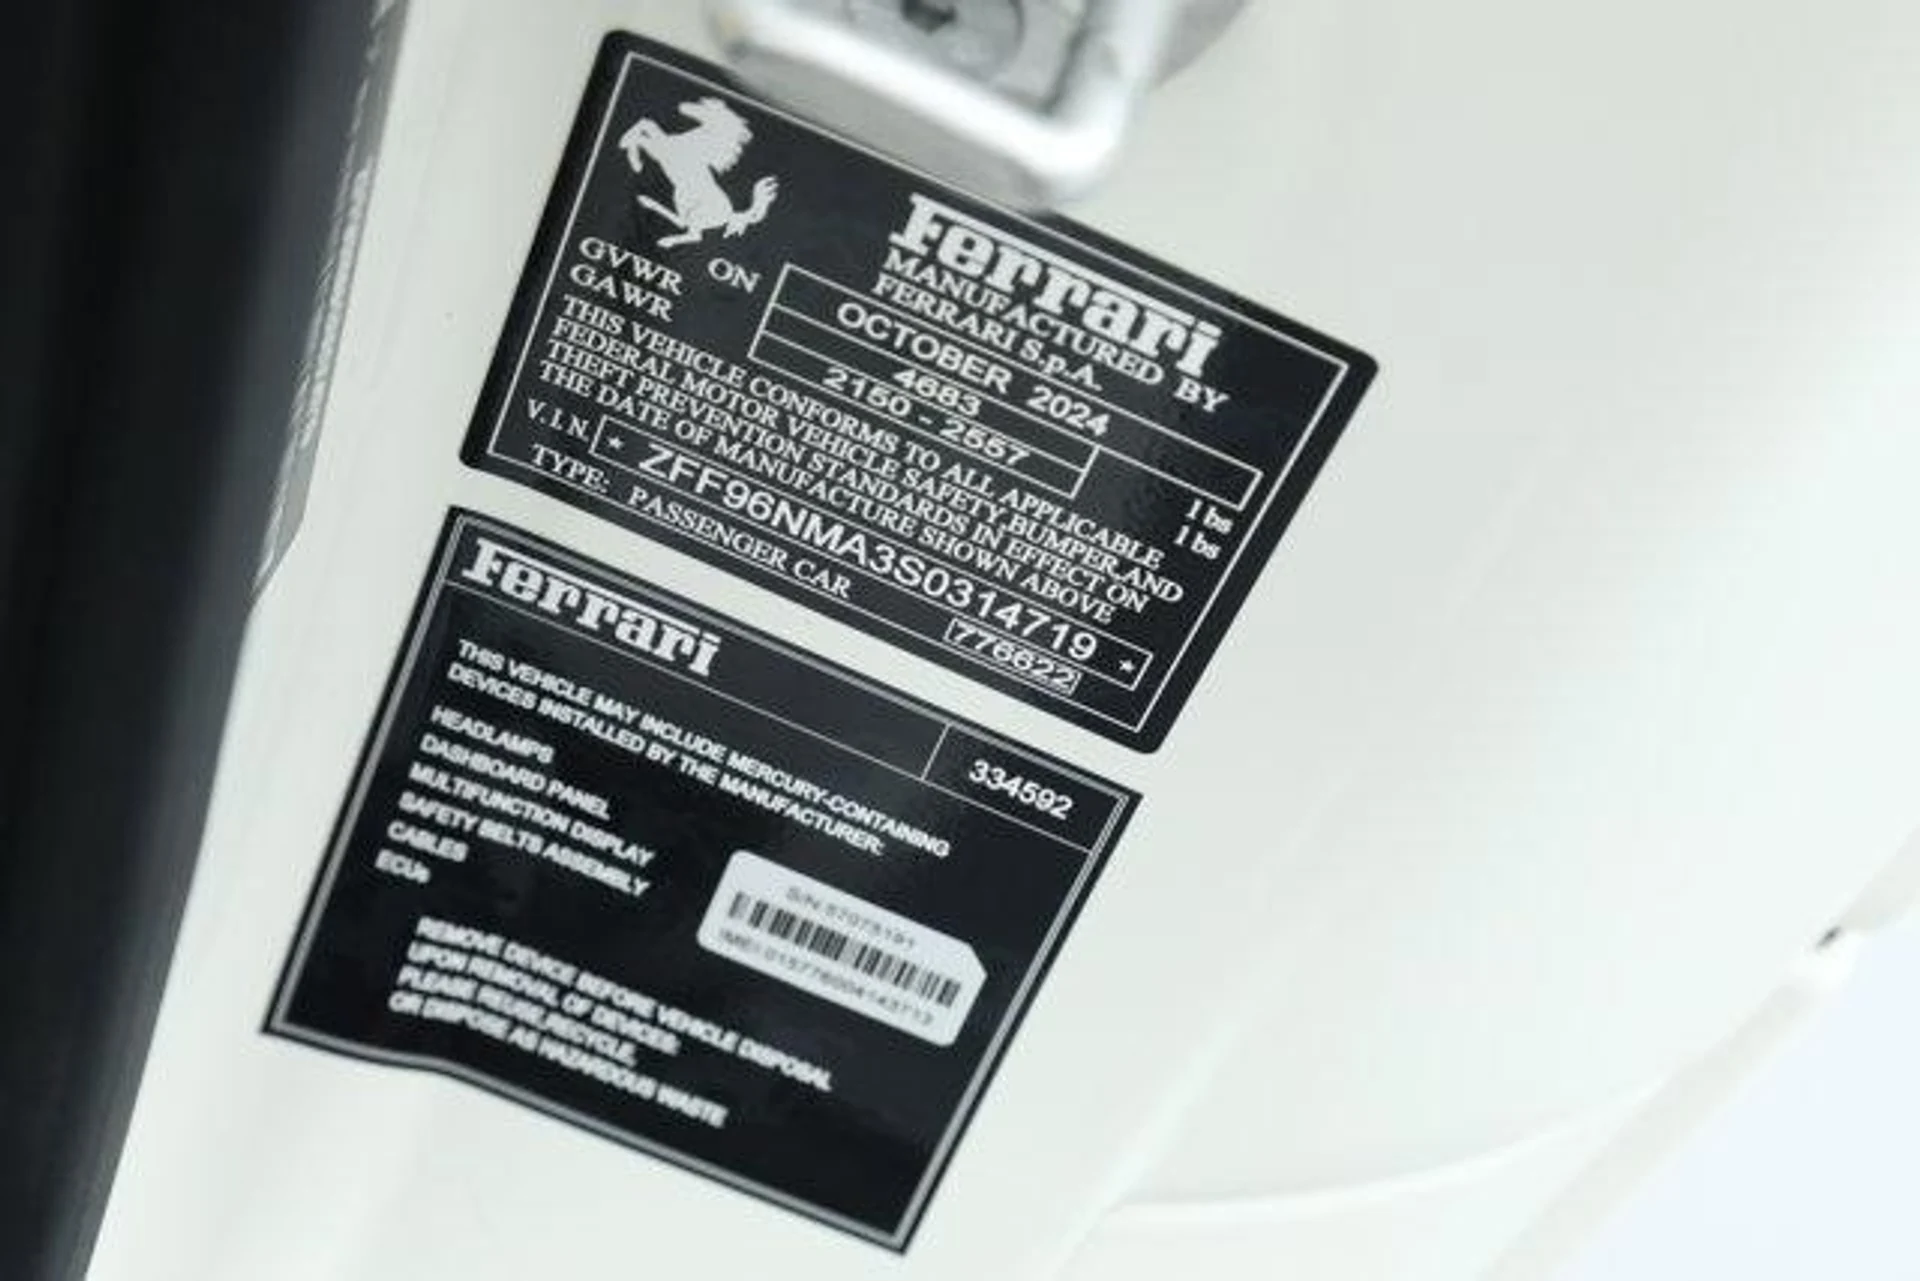 Ferrari
MANUFACTURED BY
FERRARI S.p.A.
ON OCTOBER 2024
GVWR 4683 lbs
GAWR 2150 - 2557 lbs
THIS VEHICLE CONFORMS TO ALL APPLICABLE
FEDERAL MOTOR VEHICLE SAFETY, BUMPER, AND
THEFT PREVENTION STANDARDS IN EFFECT ON
THE DATE OF MANUFACTURE SHOWN ABOVE
V.I.N. * ZFF96NMA3S0314719 *
TYPE: PASSENGER CAR 776622
Ferrari 334592
THIS VEHICLE MAY INCLUDE MERCURY-CONTAINING
DEVICES INSTALLED BY THE MANUFACTURER:
HEADLAMPS
DASHBOARD PANEL
MULTIFUNCTION DISPLAY
SAFETY BELTS ASSEMBLY
CABLES
ECUs
S/N
IMEI
REMOVE DEVICE BEFORE VEHICLE DISPOSAL
UPON REMOVAL OF DEVICES:
PLEASE REUSE, RECYCLE,
OR DISPOSE AS HAZARDOUS WASTE